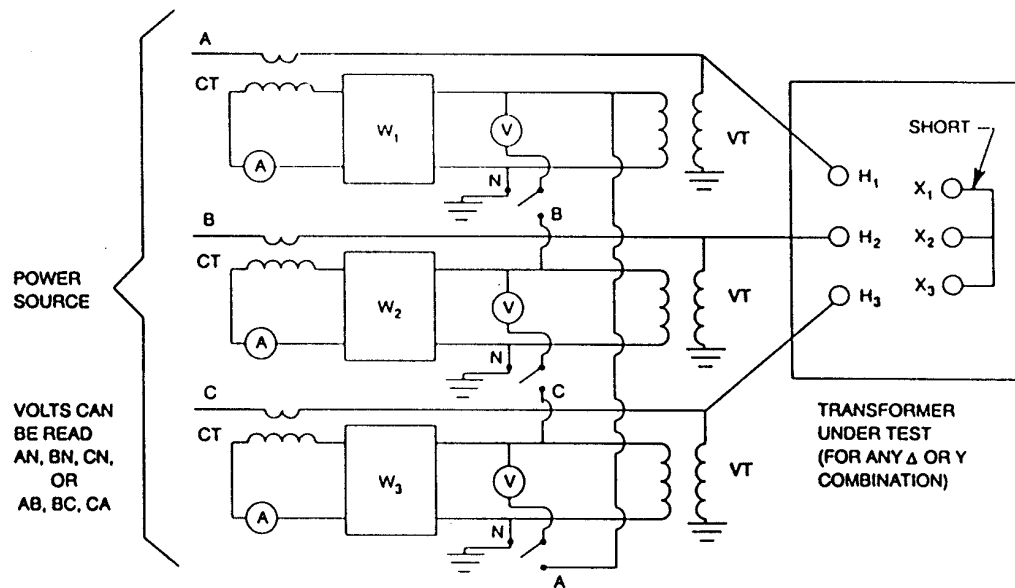 A
CT
W1
V
A
N
B
VT
SHORT
H1
X1
B
CT
W2
V
A
N
C
VT
H2
X2
H3
X3
POWER
SOURCE
C
CT
W3
V
A
N
A
VT
VOLTS CAN
BE READ
AN, BN, CN,
OR
AB, BC, CA
TRANSFORMER
UNDER TEST
(FOR ANY Δ OR Y
COMBINATION)